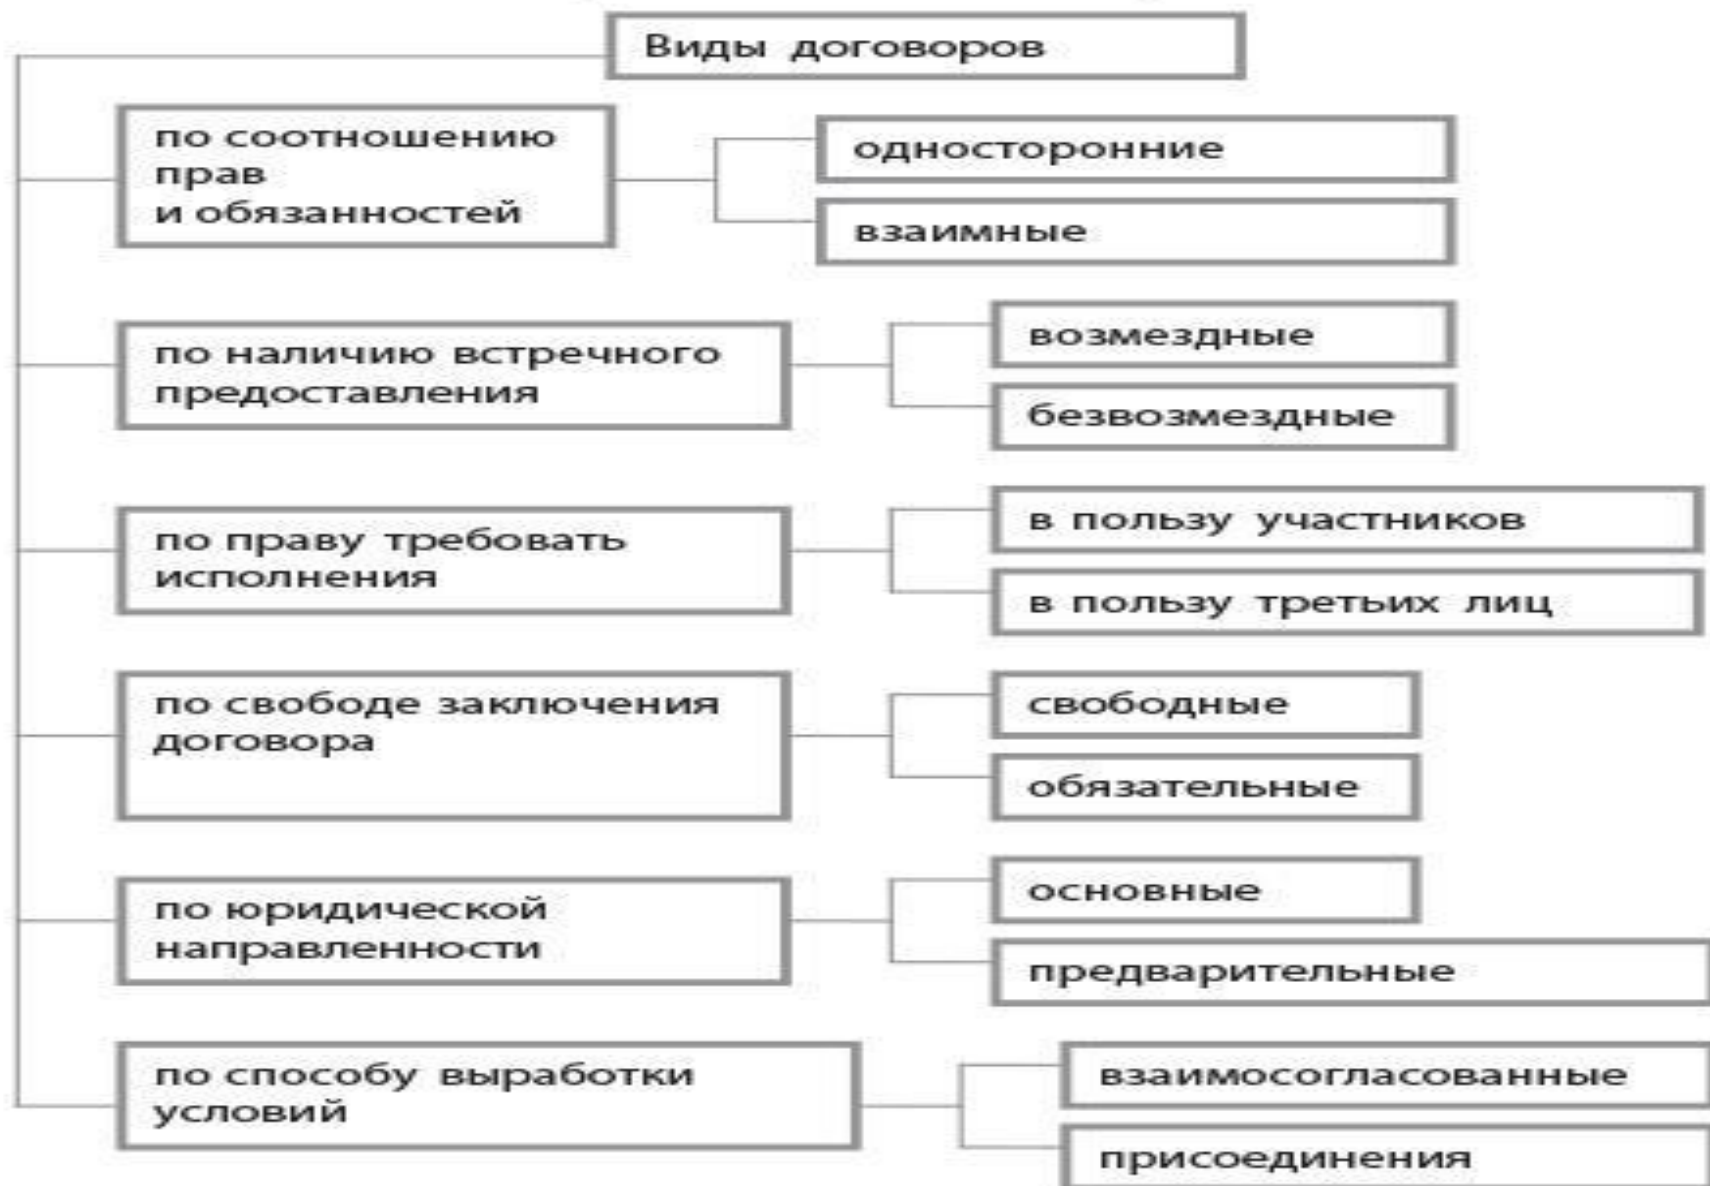 Виды договоров
по соотношению
прав
и обязанностей
односторонние
взаимные
по наличию встречного
предоставления
возмездные
безвозмездные
по праву требовать
исполнения
в пользу участников
в пользу третьих лиц
по свободе заключения
договора
свободные
обязательные
по юридической
направленности
основные
предварительные
по способу выработки
условий
взаимосогласованные
присоединения